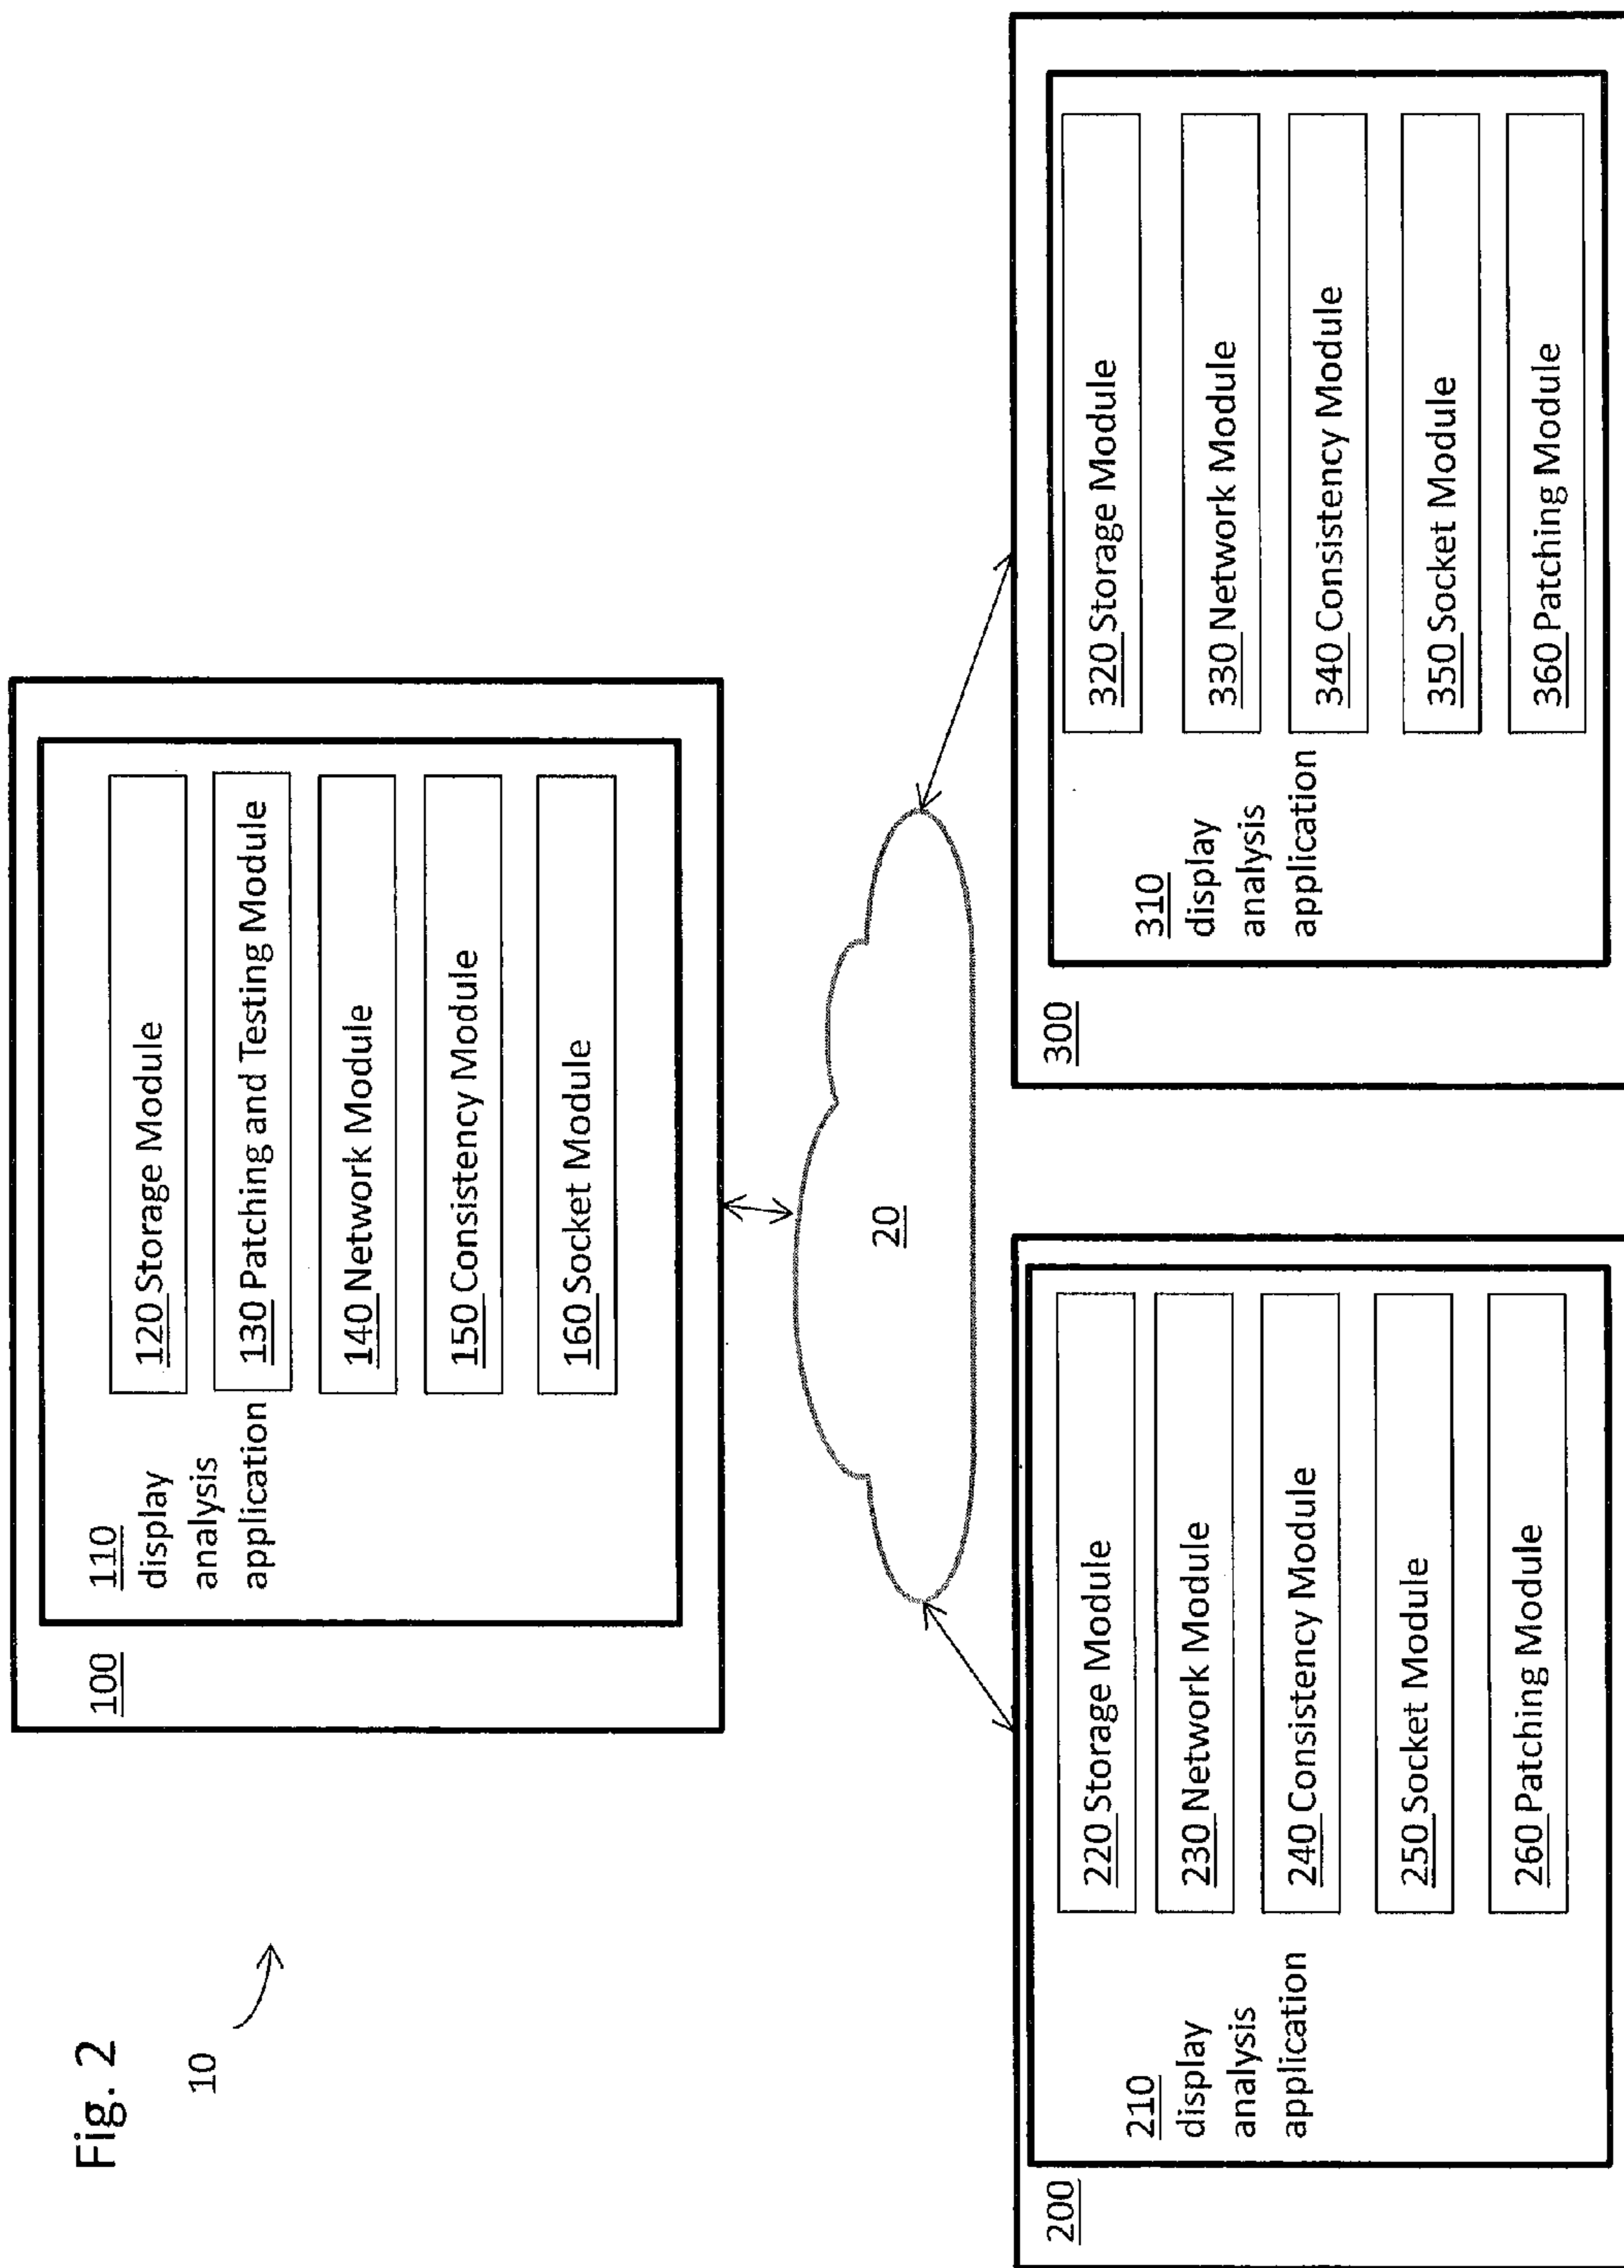 Fig. 2
10
100
110
display
analysis
application
120 Storage Module
130 Patching and Testing Module
140 Network Module
150 Consistency Module
160 Socket Module
20
200
210
display
analysis
application
220 Storage Module
230 Network Module
240 Consistency Module
250 Socket Module
260 Patching Module
300
310
display
analysis
application
320 Storage Module
330 Network Module
340 Consistency Module
350 Socket Module
360 Patching Module